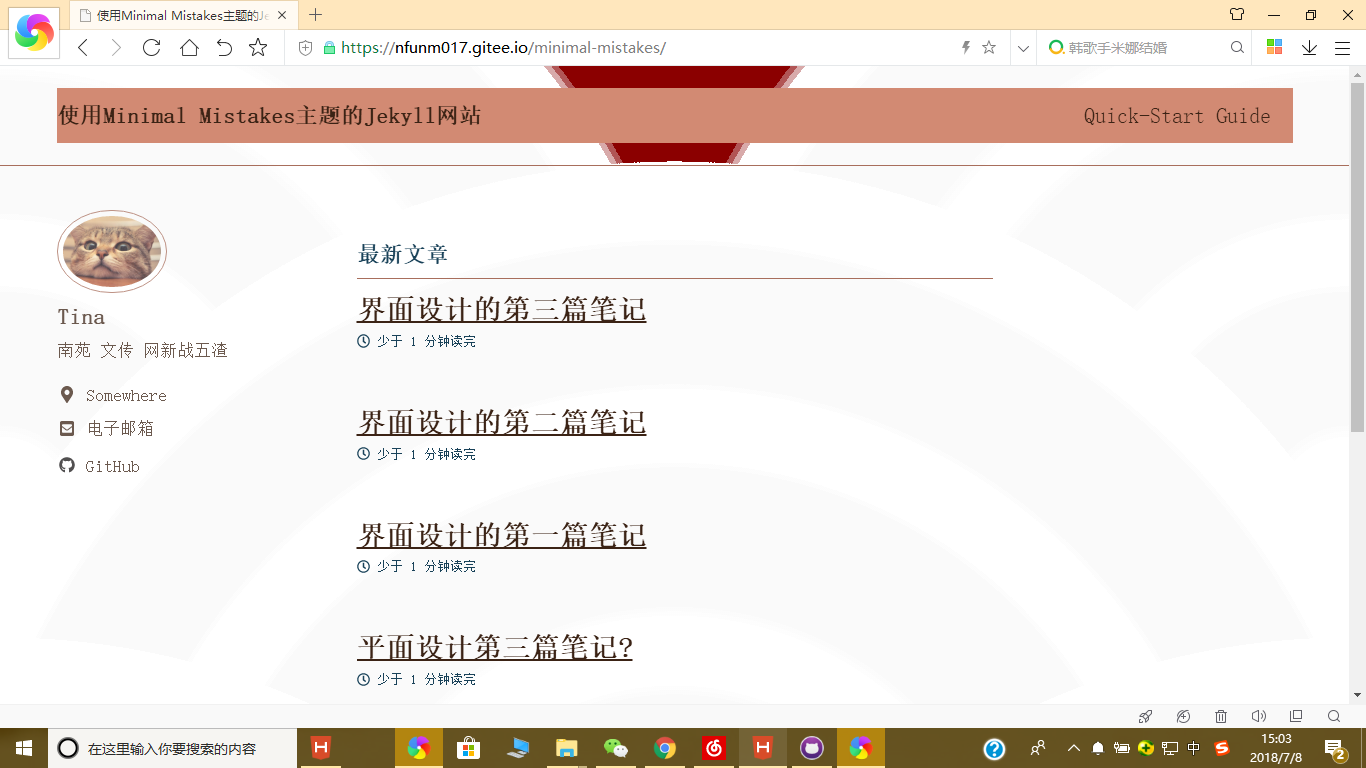 使用Minimal Mistakes主题的Je
https://nfunm017.gitee.io/minimal-mistakes/
韩歌手米娜结婚
使用Minimal Mistakes主题的Jekyll网站
Quick-Start Guide
Tina
南苑 文传 网新战五渣
Somewhere
电子邮箱
GitHub
最新文章
界面设计的第三篇笔记
少于 1 分钟读完
界面设计的第二篇笔记
少于 1 分钟读完
界面设计的第一篇笔记
少于 1 分钟读完
平面设计第三篇笔记?
少于 1 分钟读完
在这里输入你要搜索的内容
中
15:03
2018/7/8
2